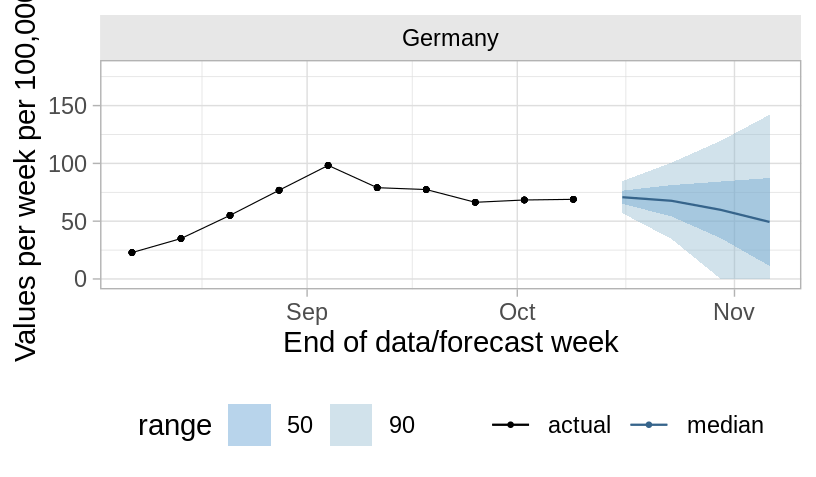 Germany
Values per week per 100,000
150
100
50
0
Sep Oct Nov
End of data/forecast week
range 50 90 actual median